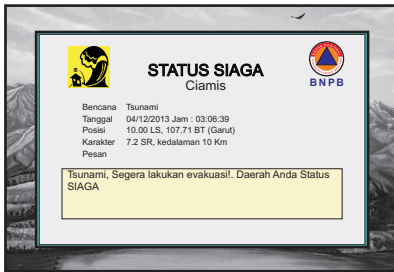 STATUS SIAGA
Ciamis
BNPB
Bencana Tsunami
Tanggal 04/12/2013 Jam : 03:06:39
Posisi 10.00 LS, 107.71 BT (Garut)
Karakter 7.2 SR, kedalaman 10 Km
Pesan
Tsunami, Segera lakukan evakuasi!. Daerah Anda Status
SIAGA